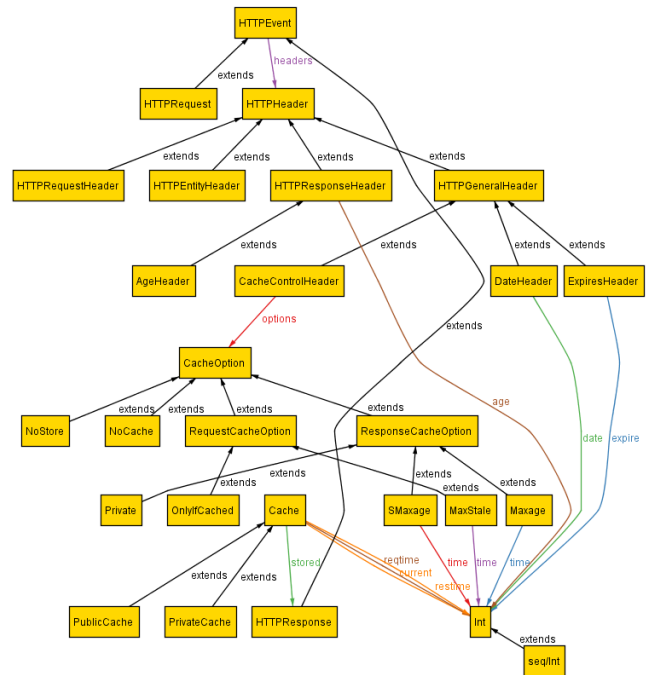 HTTPEvent
headers
extends
HTTPRequest
HTTPHeader
extends
extends
extends
extends
HTTPRequestHeader
HTTPEntityHeader
HTTPResponseHeader
HTTPGeneralHeader
extends
extends
extends
extends
AgeHeader
CacheControlHeader
DateHeader
ExpiresHeader
options
extends
CacheOption
age
extends
extends
extends
extends
NoStore
NoCache
RequestCacheOption
ResponseCacheOption
date
expire
extends
extends
extends
extends
extends
Private
OnlyIfCached
Cache
SMaxage
MaxStale
Maxage
stored
reqtime
time
time
time
current
extends
extends
restime
PublicCache
PrivateCache
HTTPResponse
Int
extends
seq/Int